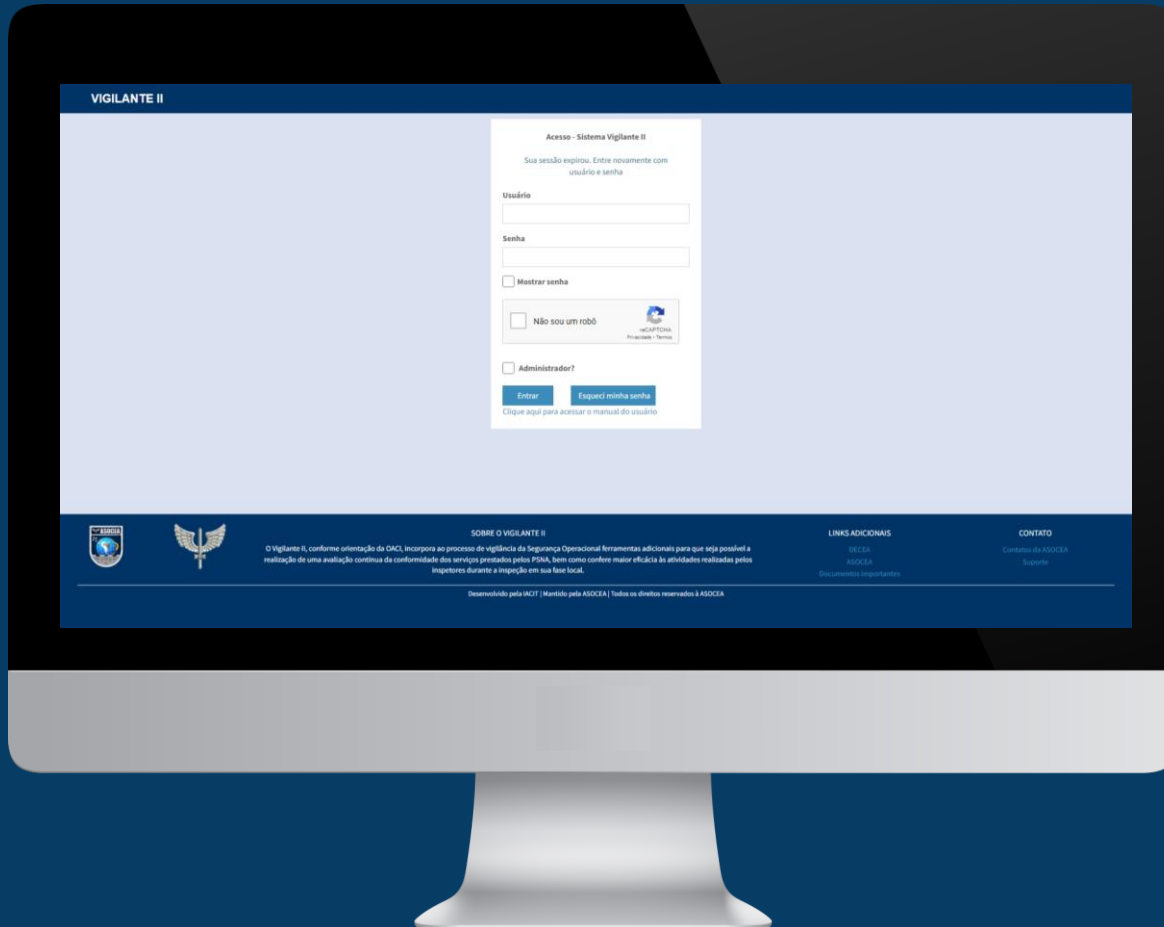 VIGILANTE II
Acesso - Sistema Vigilante II
Sua sessão expirou. Entre novamente com
usuário e senha
Usuário
Senha
Mostrar senha
Não sou um robô
reCAPTCHA
Privacidade - Termos
Administrador?
Entrar
Esqueci minha senha
Clique aqui para acessar o manual do usuário
ASOCEA
SOBRE O VIGILANTE II
O Vigilante II, conforme orientação da OACI, incorpora ao processo de vigilância da Segurança Operacional ferramentas adicionais para que seja possível a
realização de uma avaliação contínua da conformidade dos serviços prestados pelos PSNA, bem como confere maior eficácia às atividades realizadas pelos
inspetores durante a inspeção em sua fase local.
LINKS ADICIONAIS
DECEA
ASOCEA
Documentos importantes
CONTATO
Contatos da ASOCEA
Suporte
Desenvolvido pela IACIT | Mantido pela ASOCEA | Todos os direitos reservados à ASOCEA